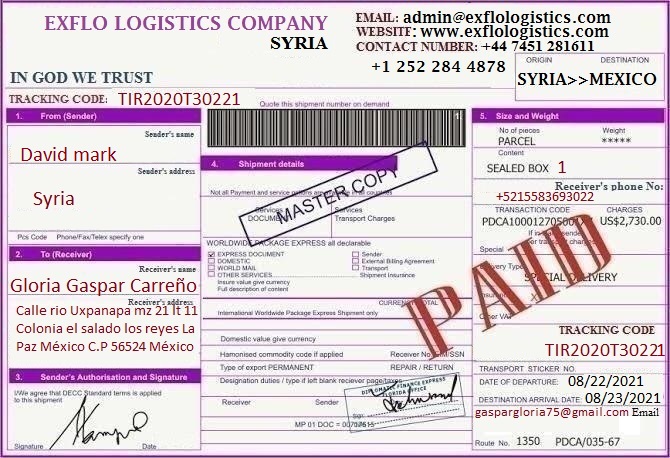 EXFLO LOGISTICS COMPANY
SYRIA
EMAIL: admin@exflologistics.com
WEBSITE: www.exflologistics.com
CONTACT NUMBER: +44 7451 281611
+1 252 284 4878
ORIGIN DESTINATION
SYRIA>>MEXICO
IN GOD WE TRUST
TRACKING CODE: TIR2020T30221
Quote this shipment number on demand
1. From (Sender)
Sender's name
David mark
Sender's address
Syria
Pcs Code Phone/Fax/Telex specify one
2. To (Receiver)
Receiver's name
Gloria Gaspar Carreño
Receiver's address
Calle rio Uxpanapa mz 21 lt 11
Colonia el salado los reyes La
Paz México C.P 56524 México
3. Sender's Authorisation and Signature
I/We agree that DECC Standard terms is applied
to this shipment
Signature Date
4. Shipment details
Not all Payment and service options are available in all countries
MASTER COPY
Services
DOCUMENT
Services
Transport Charges
WORLDWIDE PACKAGE EXPRESS all declarable
EXPRESS DOCUMENT
DOMESTIC
WORLD MAIL
OTHER SERVICES
Sender
External Billing Agreement
Transport
Shipment Insurance
Insure value give currency
Full description of content
CURRENCY TOTAL
International Worldwide Package Express Shipment only
Domestic value give currency
Harmonised commodity code if applied
Type of export PERMANENT REPAIR / RETURN
Designation duties / type if left blank reciever page/taxes
Receiver Sender
MP 01 DOC =
DIPLOMATIC FINANCE EXPRESS
FLORIDA OFFICE
PAID
5. Size and Weight
No of pieces Weight
PARCEL *****
Content
SEALED BOX 1
Receiver's phone No:
+5215583693022
TRANSACTION CODE CHARGES
US$2,730.00
Special
Delivery Type
SPECIAL DELIVERY
TRACKING CODE
TIR2020T30221
TRANSPORT STICKER NO.
DATE OF DEPARTURE: 08/22/2021
DESTINATION ARRIVAL DATE: 08/23/2021
gaspargloria75@gmail.com Email
Route No. 1350 PDCA/035-67